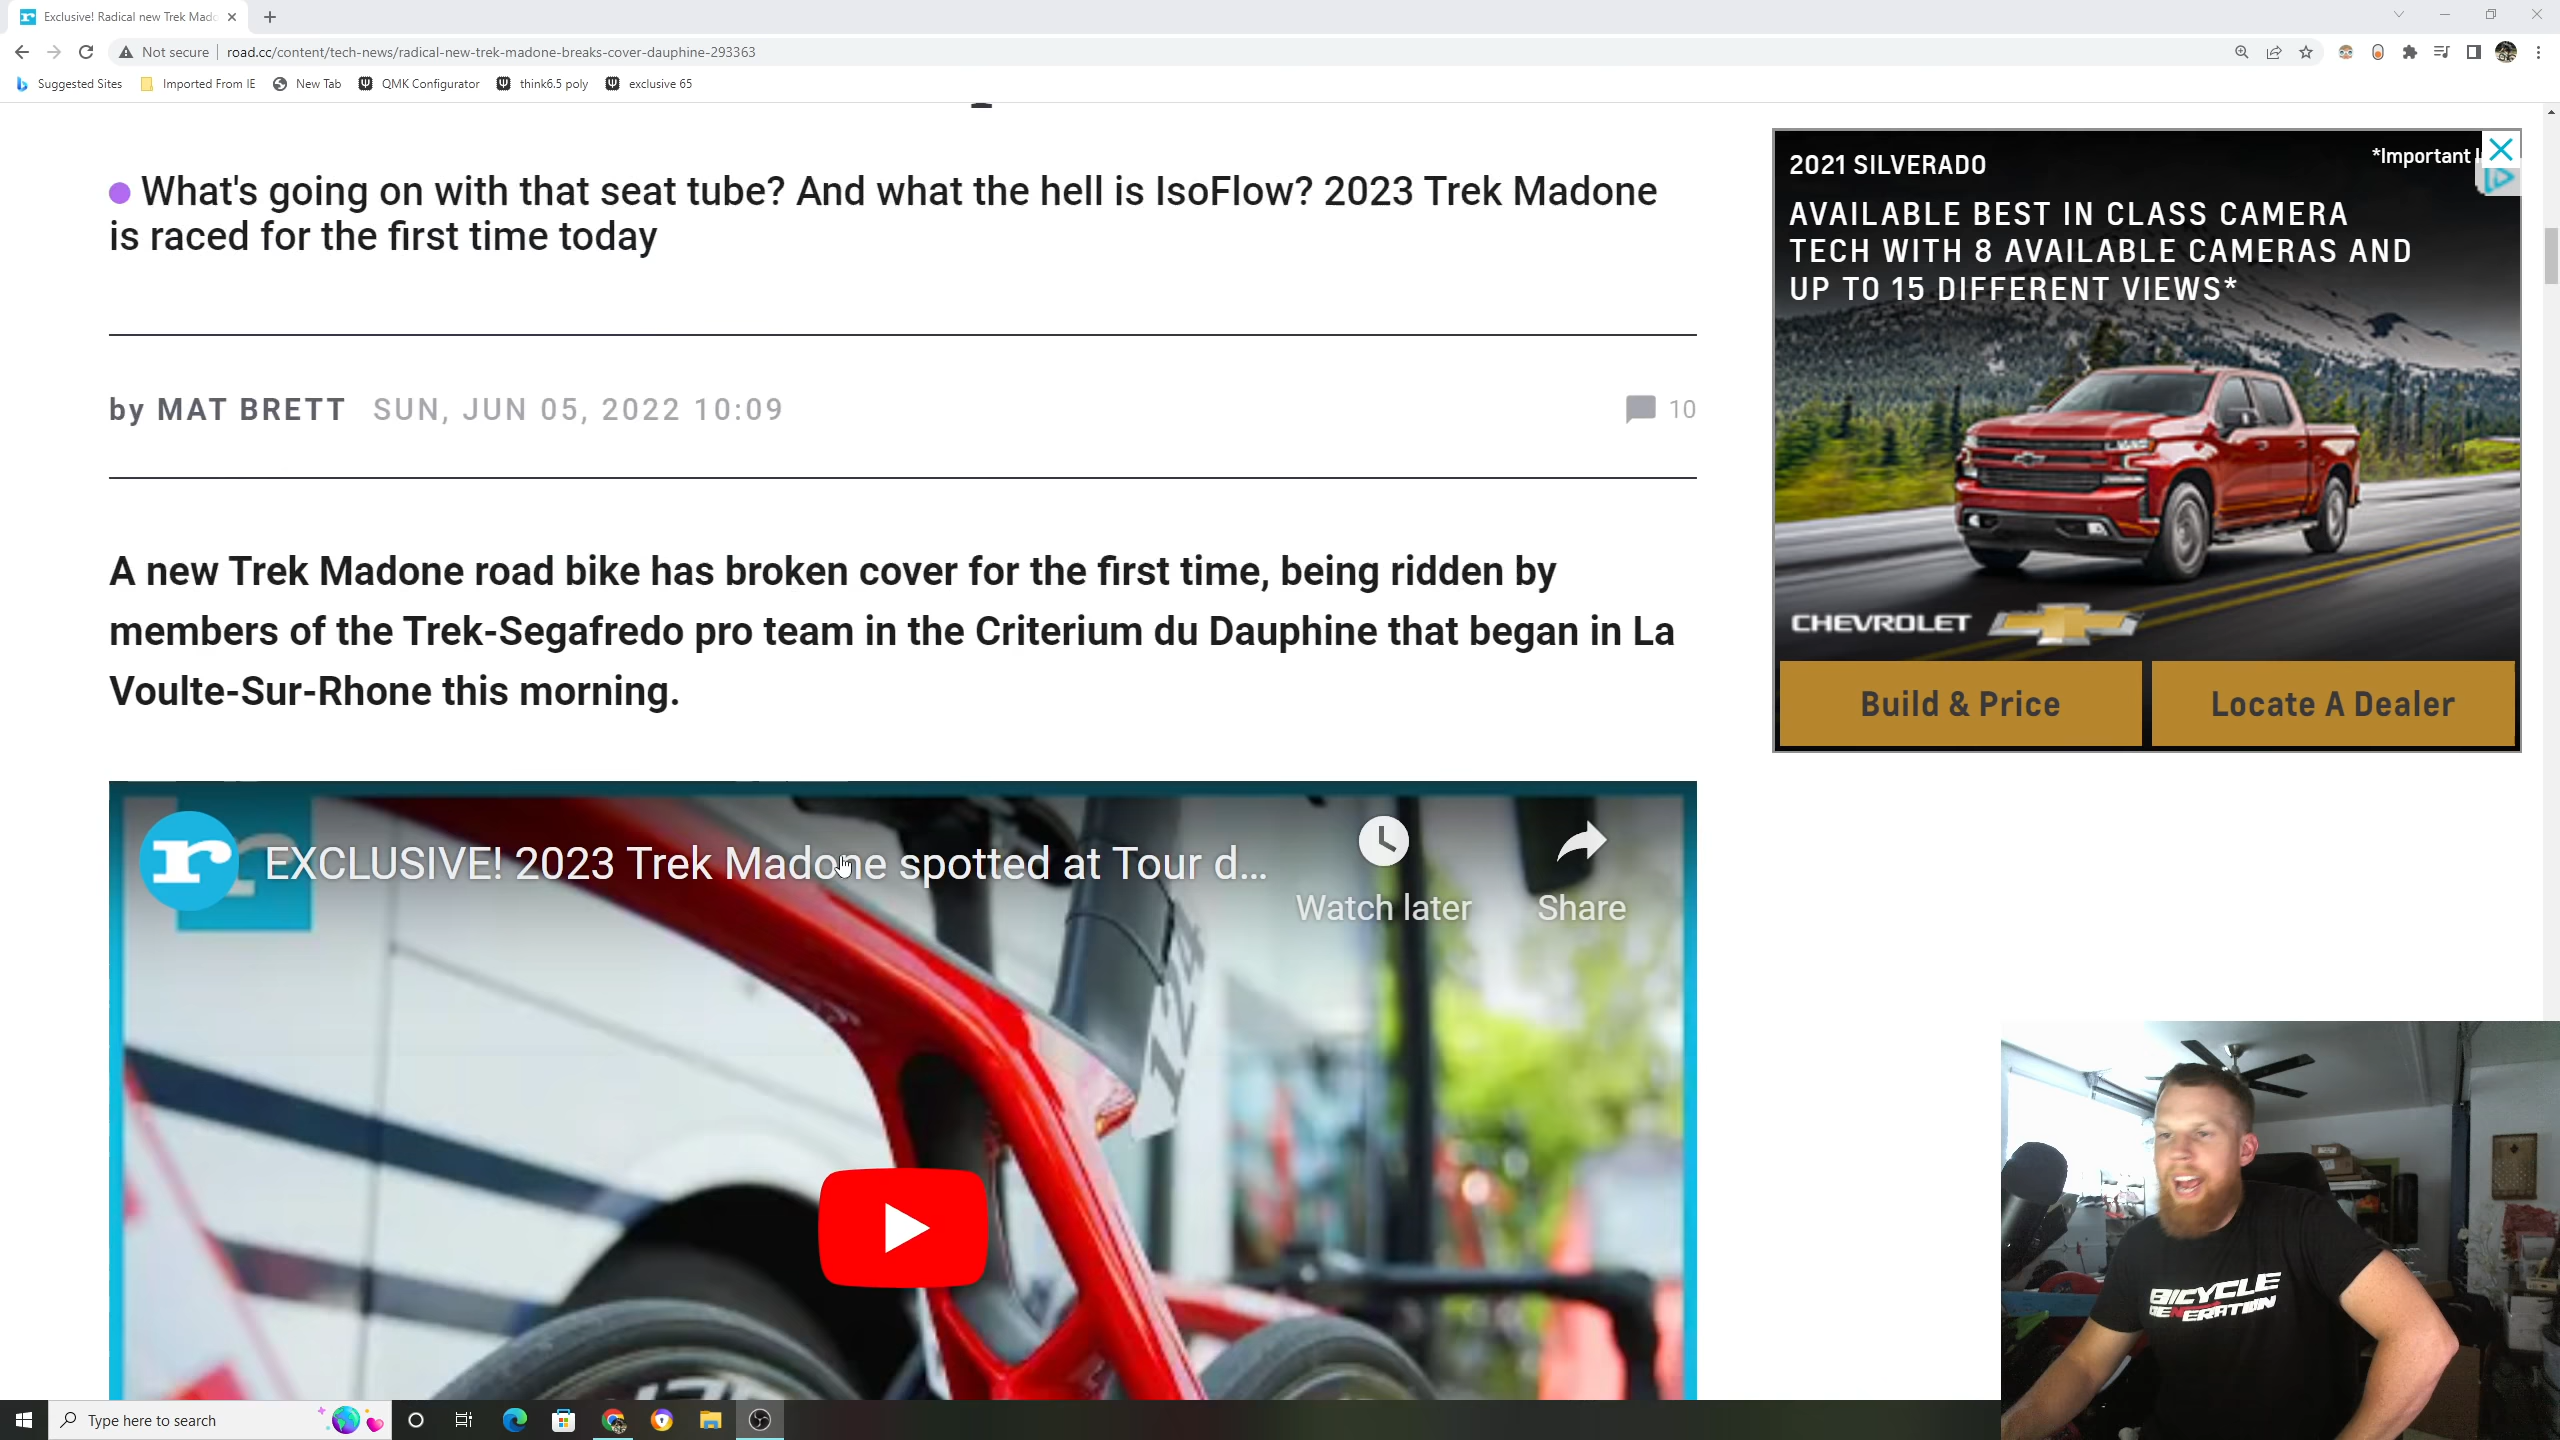 Exclusive! Radical new Trek Mado
Not secure
road.cc/content/tech-news/radical-new-trek-madone-breaks-cover-dauphine-293363
Suggested Sites
Imported From IE
New Tab
QMK Configurator
think6.5 poly
exclusive 65
What's going on with that seat tube? And what the hell is IsoFlow? 2023 Trek Madone
is raced for the first time today
by MAT BRETT SUN, JUN 05, 2022 10:09
10
A new Trek Madone road bike has broken cover for the first time, being ridden by
members of the Trek-Segafredo pro team in the Criterium du Dauphine that began in La
Voulte-Sur-Rhone this morning.
r
r
EXCLUSIVE! 2023 Trek Madone spotted at Tour d...
Watch later
Share
124
2021 SILVERADO
*Important
AVAILABLE BEST IN CLASS CAMERA
TECH WITH 8 AVAILABLE CAMERAS AND
UP TO 15 DIFFERENT VIEWS*
CHEVROLET
Build & Price
Locate A Dealer
BICYCLE
GENERATION
Type here to search